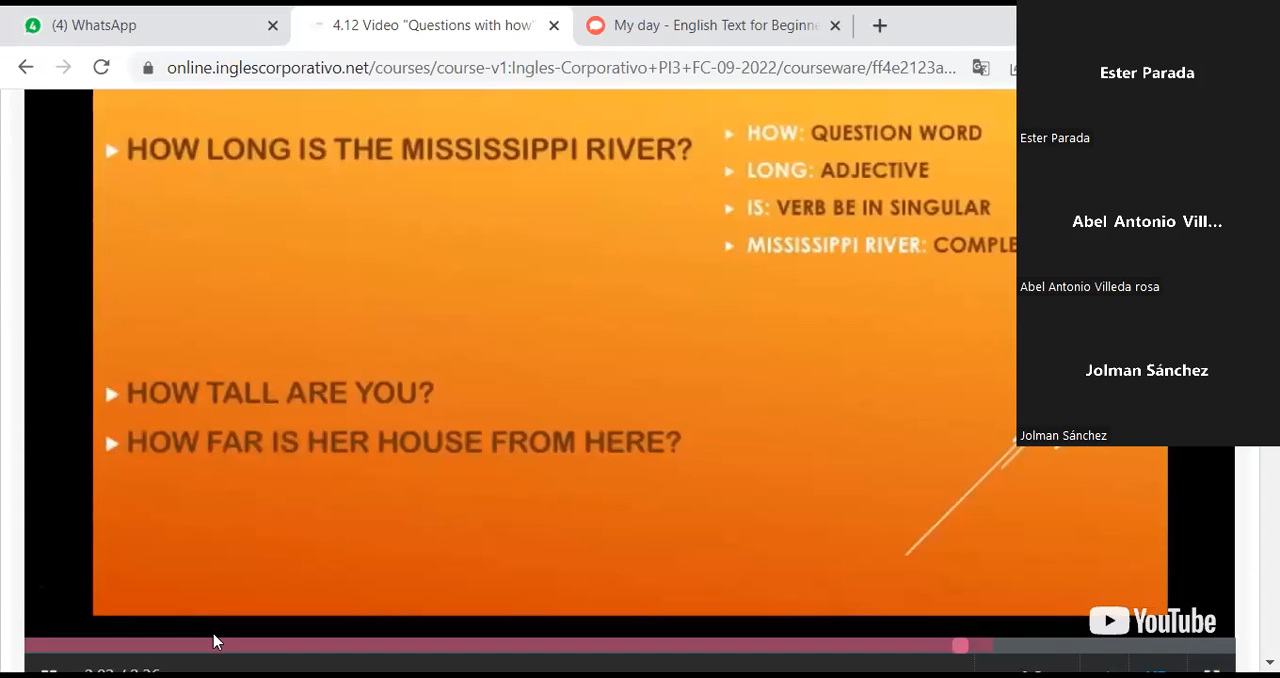 4
(4) WhatsApp
4.12 Video "Questions with how"
My day - English Text for Beginne
online.inglescorporativo.net/courses/course-v1:Ingles-Corporativo+PI3+FC-09-2022/courseware/ff4e2123a...
HOW LONG IS THE MISSISSIPPI RIVER?
HOW: QUESTION WORD
LONG: ADJECTIVE
IS: VERB BE IN SINGULAR
MISSISSIPPI RIVER: COMPLE
HOW TALL ARE YOU?
HOW FAR IS HER HOUSE FROM HERE?
YouTube
Ester Parada
Ester Parada
Abel Antonio Vill...
Abel Antonio Villeda rosa
Jolman Sánchez
Jolman Sánchez